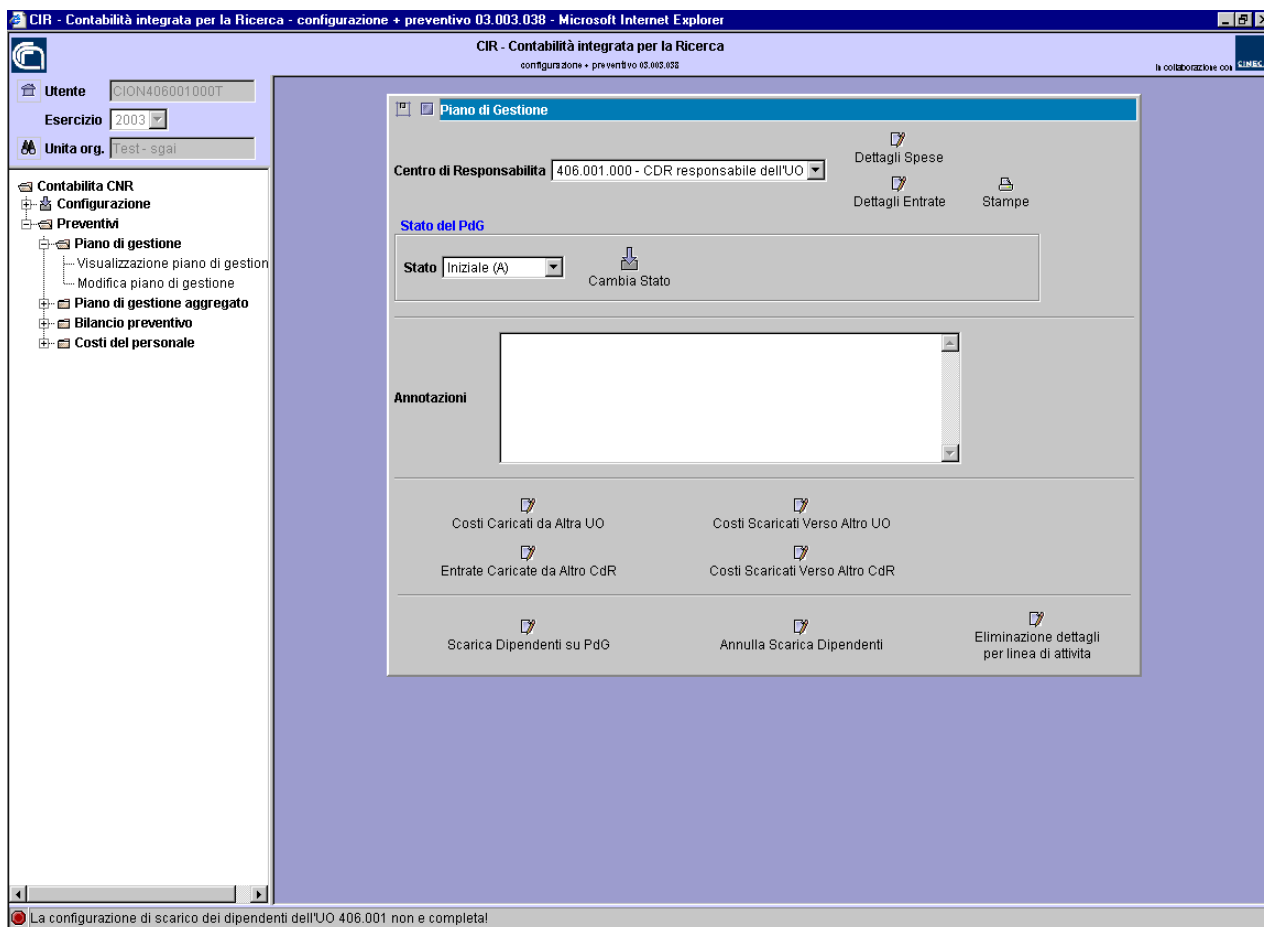 CIR - Contabilità integrata per la Ricerca - configurazione + preventivo 03.003.038 - Microsoft Internet Explorer
CIR - Contabilità integrata per la Ricerca
configurazione + preventivo 03.003.038
In collaborazione con CINEC
Utente CION406001000T
Esercizio 2003
Unita org. Test- sgai
Contabilita CNR
Configurazione
Preventivi
Piano di gestione
Visualizzazione piano di gestion
Modifica piano di gestione
Piano di gestione aggregato
Bilancio preventivo
Costi del personale
Piano di Gestione
Centro di Responsabilita 406.001.000 - CDR responsabile dell'UO
Dettagli Spese
Dettagli Entrate
Stampe
Stato del PdG
Stato Iniziale (A)
Cambia Stato
Annotazioni
Costi Caricati da Altra UO
Costi Scaricati Verso Altro UO
Entrate Caricate da Altro CdR
Costi Scaricati Verso Altro CdR
Scarica Dipendenti su PdG
Annulla Scarica Dipendenti
Eliminazione dettagli
per linea di attivita
La configurazione di scarico dei dipendenti dell'UO 406.001 non e completa!